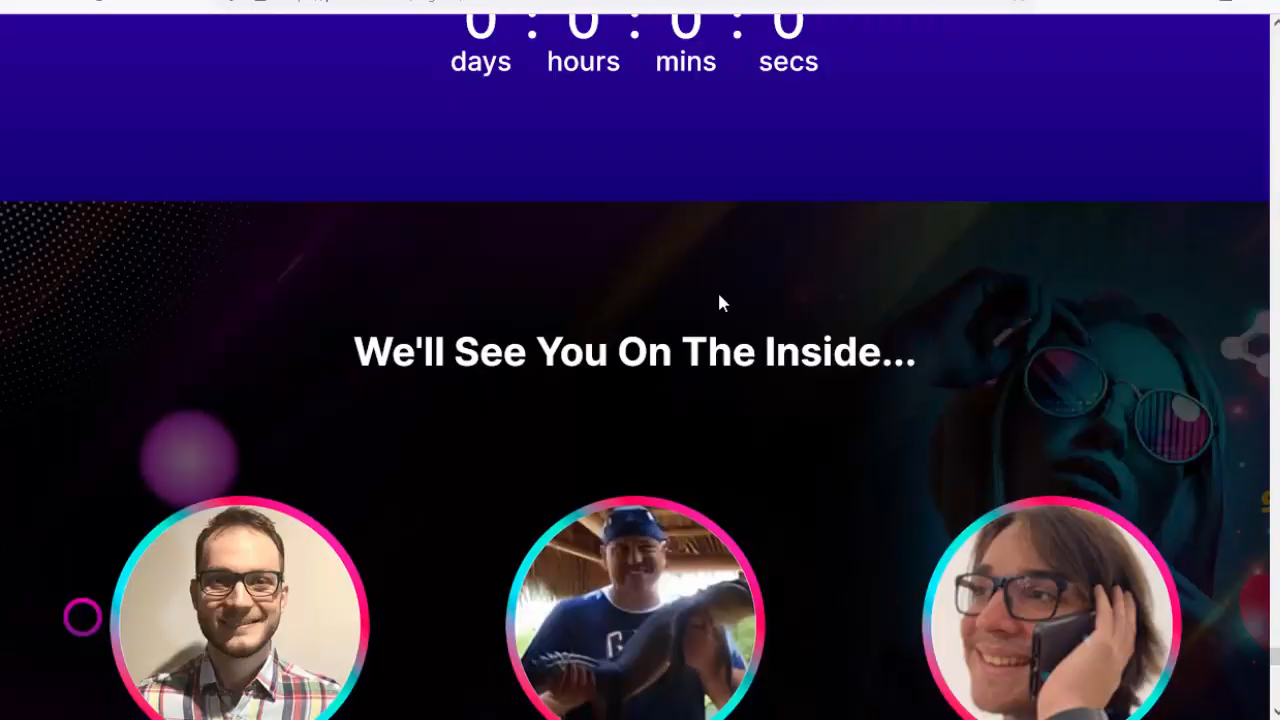 0 : 0 : 0 : 0
days hours mins secs
We'll See You On The Inside...
G